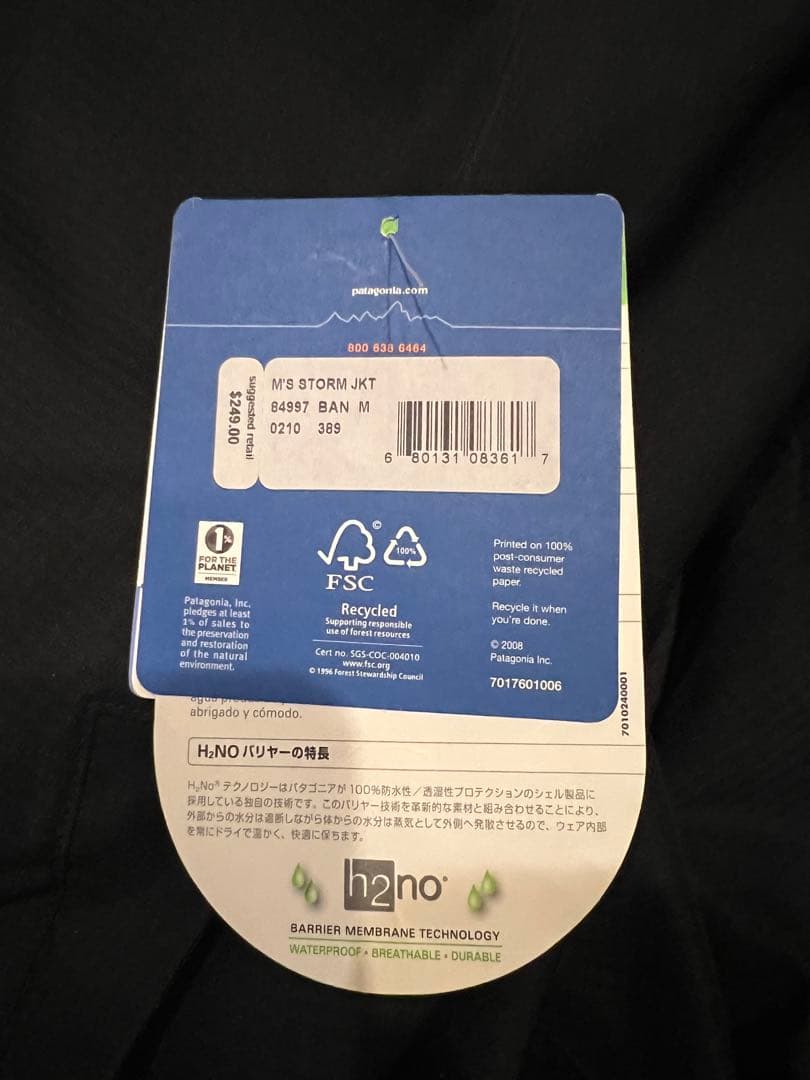 patagonia.com
800 638 6464
suggested retail
$249.00
M'S STORM JKT
84997 BAN M
0210 389
6 80131 08361 7
1%
FOR THE
PLANET
MEMBER
Patagonia, Inc.
pledges at least
1% of sales to
the preservation
and restoration
of the natural
environment.
©
100%
FSC
Recycled
Supporting responsible
use of forest resources
Cert no. SGS-COC-004010
www.fsc.org
© 1996 Forest Stewardship Council
Printed on 100%
post-consumer
waste recycled
paper.
Recycle it when
you're done.
© 2008
Patagonia Inc.
7017601006
7010240001
abrigado y cómodo.
H₂NO バリヤーの特長
H₂No® テクノロジーはパタゴニアが100%防水性／透湿性プロテクションのシェル製品に
採用している独自の技術です。このバリヤー技術を革新的な素材と組み合わせることにより、
外部からの水分は遮断しながら体からの水分は蒸気として外側へ発散させるので、ウェア内部
を常にドライで温かく、快適に保ちます。
h2no
BARRIER MEMBRANE TECHNOLOGY
WATERPROOF • BREATHABLE • DURABLE